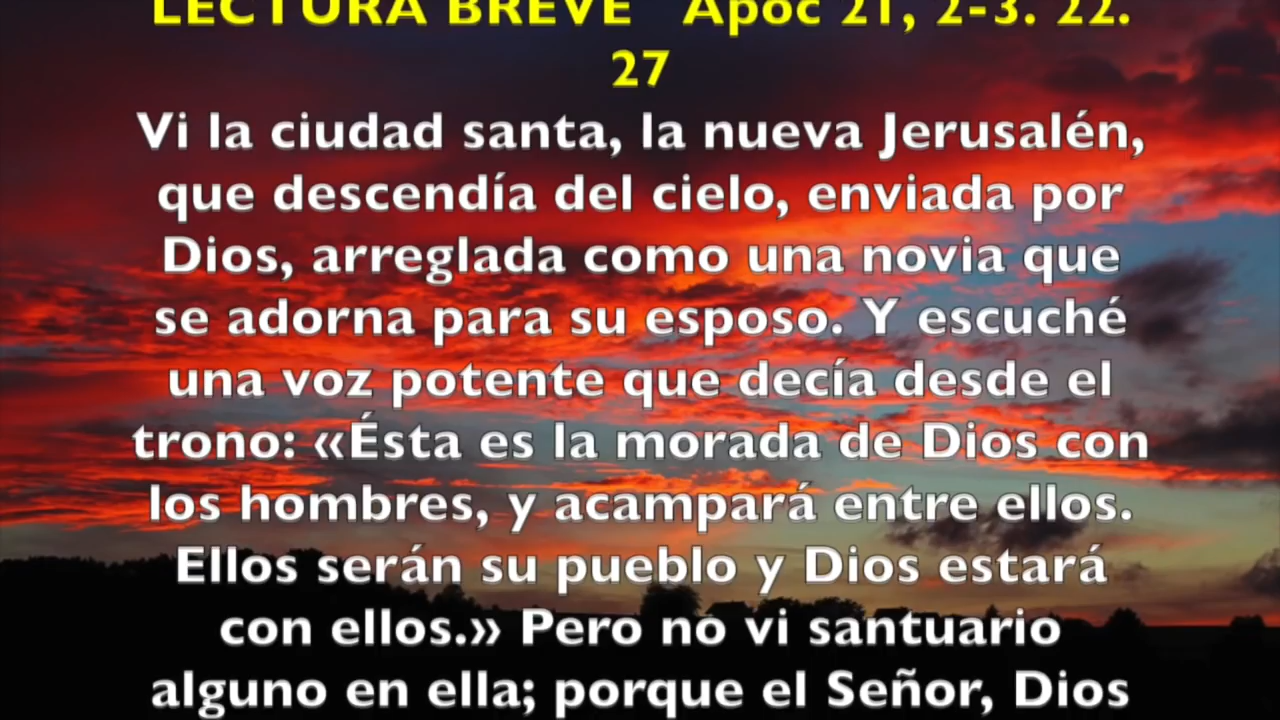 LECTURA BREVE Apoc 21, 2-3. 22.
27
Vi la ciudad santa, la nueva Jerusalén,
que descendía del cielo, enviada por
Dios, arreglada como una novia que
se adorna para su esposo. Y escuché
una voz potente que decía desde el
trono: «Ésta es la morada de Dios con
los hombres, y acampará entre ellos.
Ellos serán su pueblo y Dios estará
con ellos.» Pero no vi santuario
alguno en ella; porque el Señor, Dios